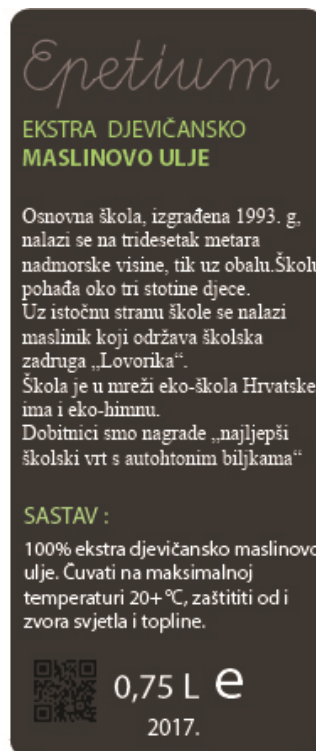 Epetium
EKSTRA DJEVIČANSKO
MASLINOVO ULJE
Osnovna škola, izgrađena 1993. g,
nalazi se na tridesetak metara
nadmorske visine, tik uz obalu.Školu
pohađa oko tri stotine djece.
Uz istočnu stranu škole se nalazi
maslinik koji održava školska
zadruga „Lovorika“.
Škola je u mreži eko-škola Hrvatske
ima i eko-himnu.
Dobitnici smo nagrade „najljepši
školski vrt s autohtonim biljkama“
SASTAV :
100% ekstra djevičansko maslinovo
ulje. Čuvati na maksimalnoj
temperaturi 20+ °C, zaštititi od i
zvora svjetla i topline.
0,75 L e
2017.